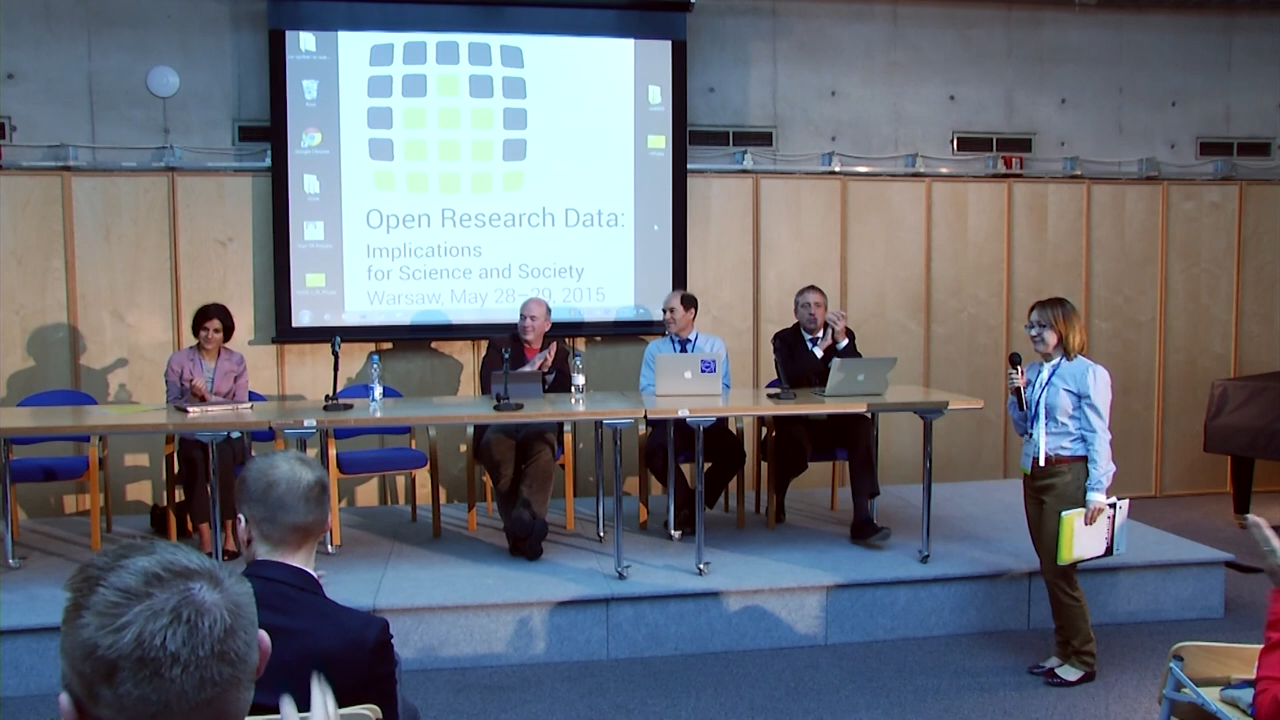 Open Research Data:
Implications
for Science and Society
Warsaw, May 28–29, 2015